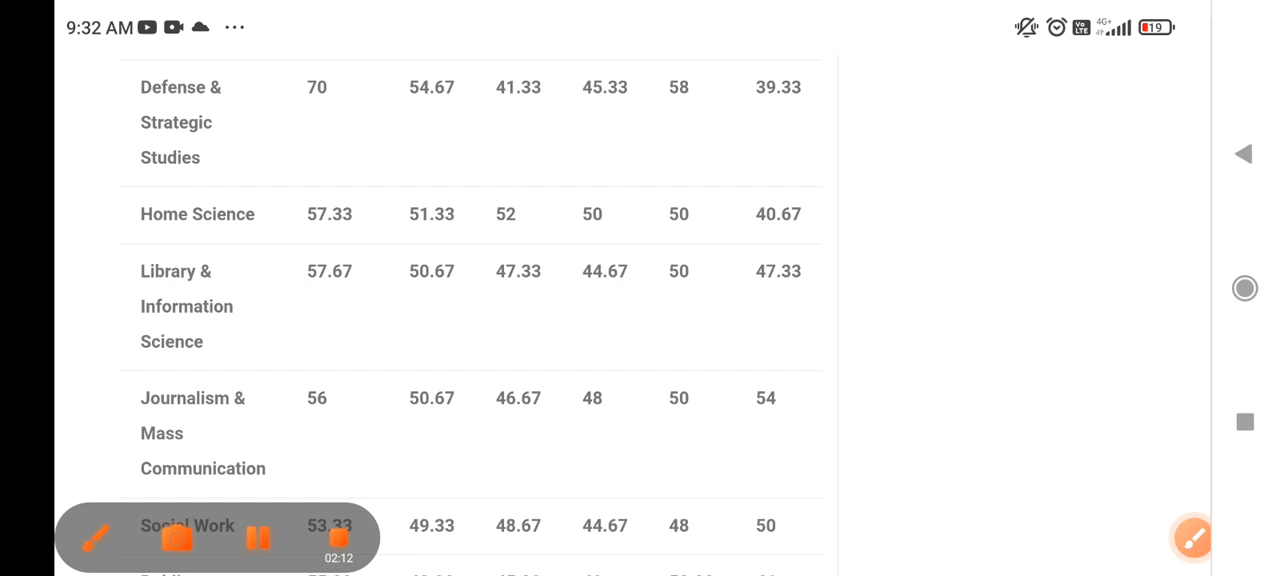 9:32 AM
4G+
Vo
LTE
19
Defense & 70 54.67 41.33 45.33 58 39.33
Strategic
Studies
Home Science 57.33 51.33 52 50 50 40.67
Library & 57.67 50.67 47.33 44.67 50 47.33
Information
Science
Journalism & 56 50.67 46.67 48 50 54
Mass
Communication
Social Work 53.33 49.33 48.67 44.67 48 50
02:12